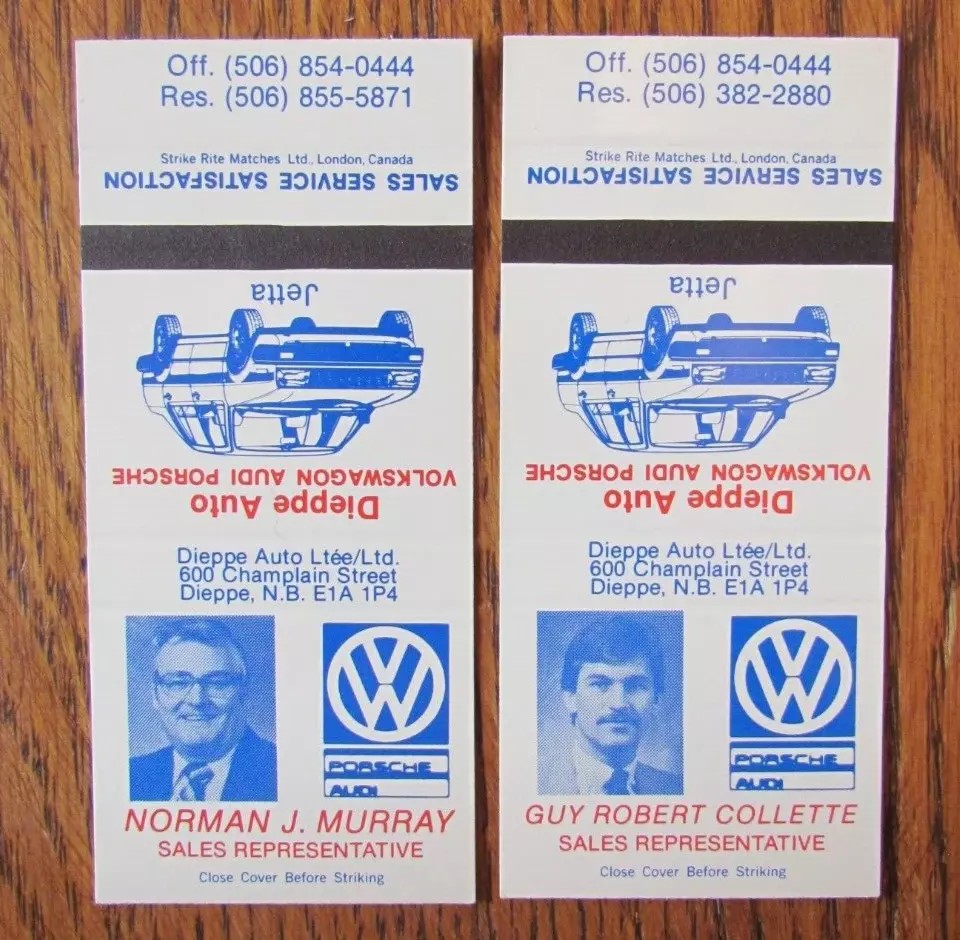 Off. (506) 854-0444
Res. (506) 855-5871
Strike Rite Matches Ltd., London, Canada
SALES SERVICE SATISFACTION
Jetta
VOLKSWAGON AUDI PORSCHE
Dieppe Auto
Dieppe Auto Ltée/Ltd.
600 Champlain Street
Dieppe, N.B. E1A 1P4
PORSCHE
AUDI
NORMAN J. MURRAY
SALES REPRESENTATIVE
Close Cover Before Striking
Off. (506) 854-0444
Res. (506) 382-2880
Strike Rite Matches Ltd., London, Canada
SALES SERVICE SATISFACTION
Jetta
VOLKSWAGON AUDI PORSCHE
Dieppe Auto
Dieppe Auto Ltée/Ltd.
600 Champlain Street
Dieppe, N.B. E1A 1P4
PORSCHE
AUDI
GUY ROBERT COLLETTE
SALES REPRESENTATIVE
Close Cover Before Striking